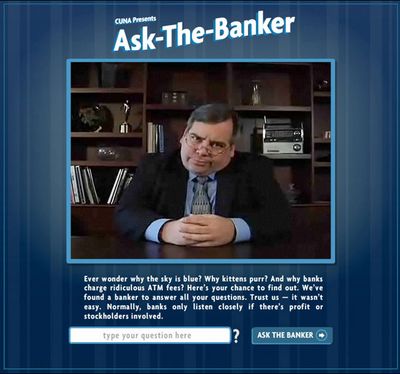 CUNA Presents
Ask-The-Banker
Ever wonder why the sky is blue? Why kittens purr? And why banks
charge ridiculous ATM fees? Here's your chance to find out. We've
found a banker to answer all your questions. Trust us — it wasn't
easy. Normally, banks only listen closely if there's profit or
stockholders involved.
type your question here ? ASK THE BANKER